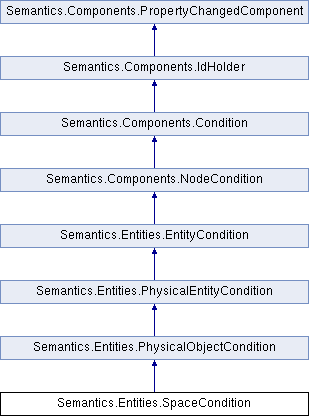 Semantics.Components.PropertyChangedComponent
Semantics.Components.IdHolder
Semantics.Components.Condition
Semantics.Components.NodeCondition
Semantics.Entities.EntityCondition
Semantics.Entities.PhysicalEntityCondition
Semantics.Entities.PhysicalObjectCondition
Semantics.Entities.SpaceCondition